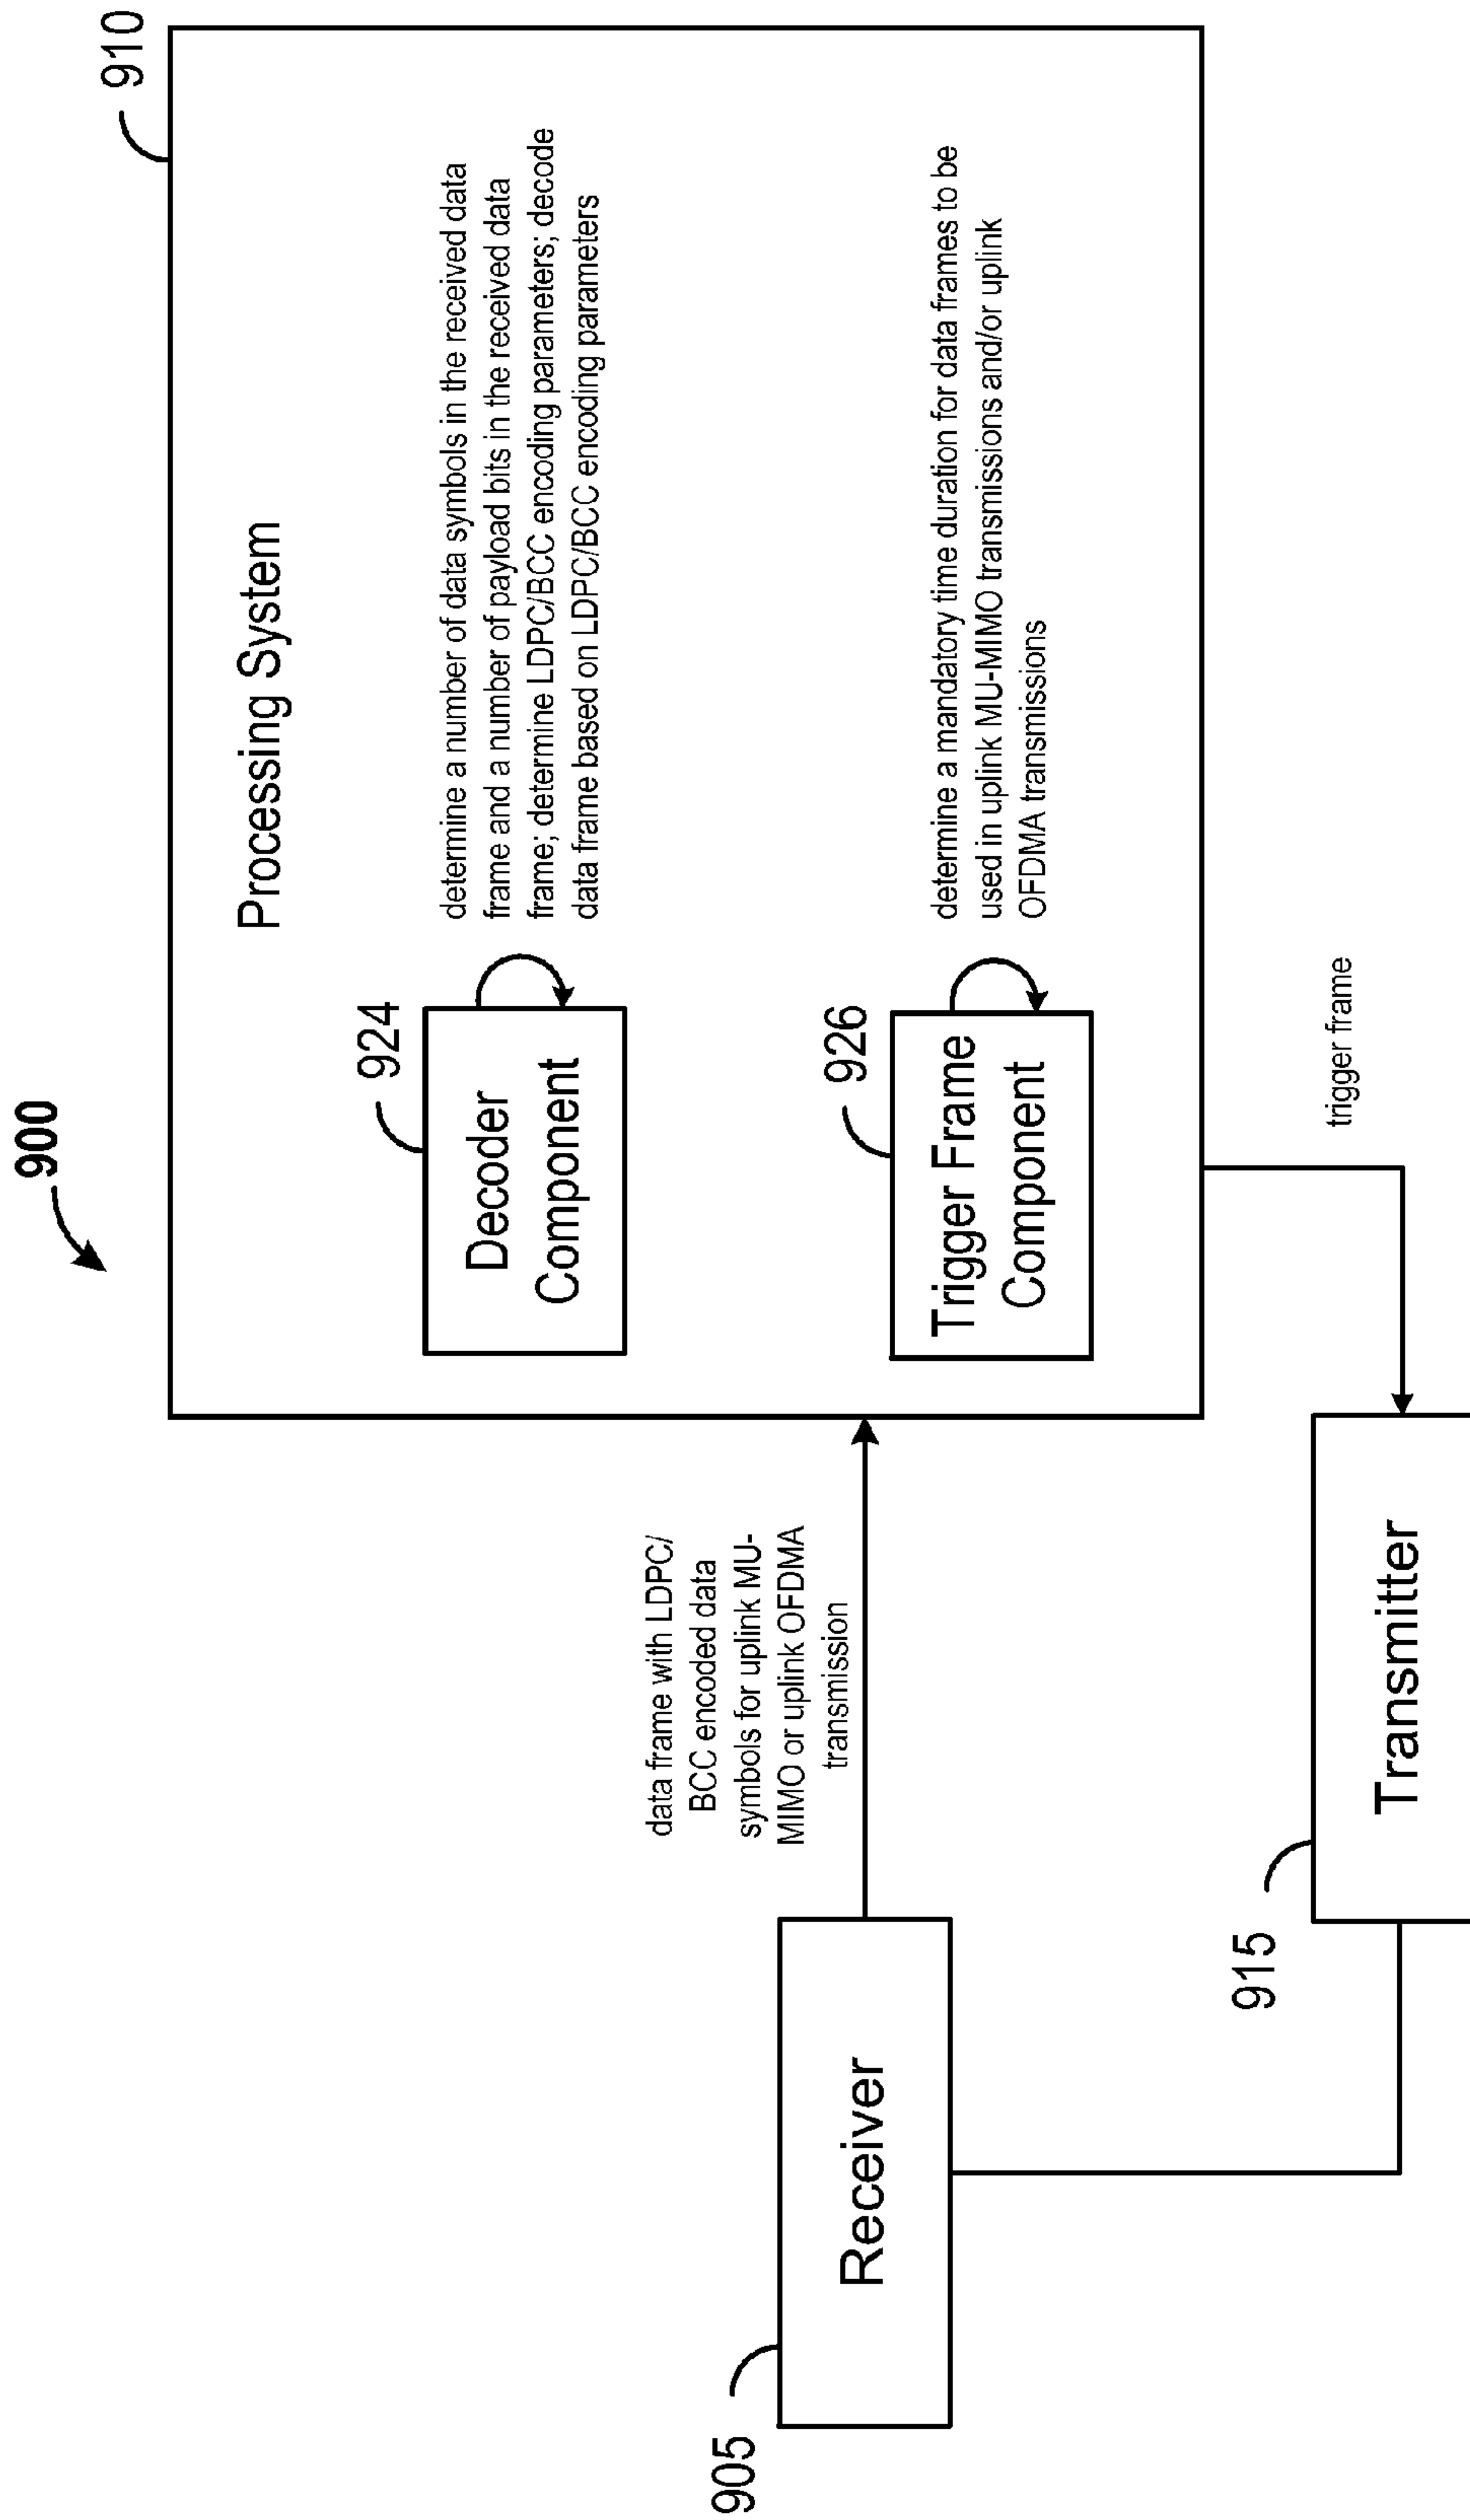 900
910
Processing System
924
Decoder
Component
determine a number of data symbols in the received data
frame and a number of payload bits in the received data
frame; determine LDPC/BCC encoding parameters; decode
data frame based on LDPC/BCC encoding parameters
926
Trigger Frame
Component
determine a mandatory time duration for data frames to be
used in uplink MU-MIMO transmissions and/or uplink
OFDMA transmissions
data frame with LDPC/
BCC encoded data
symbols for uplink MU-
MIMO or uplink OFDMA
transmission
905
Receiver
trigger frame
915
Transmitter